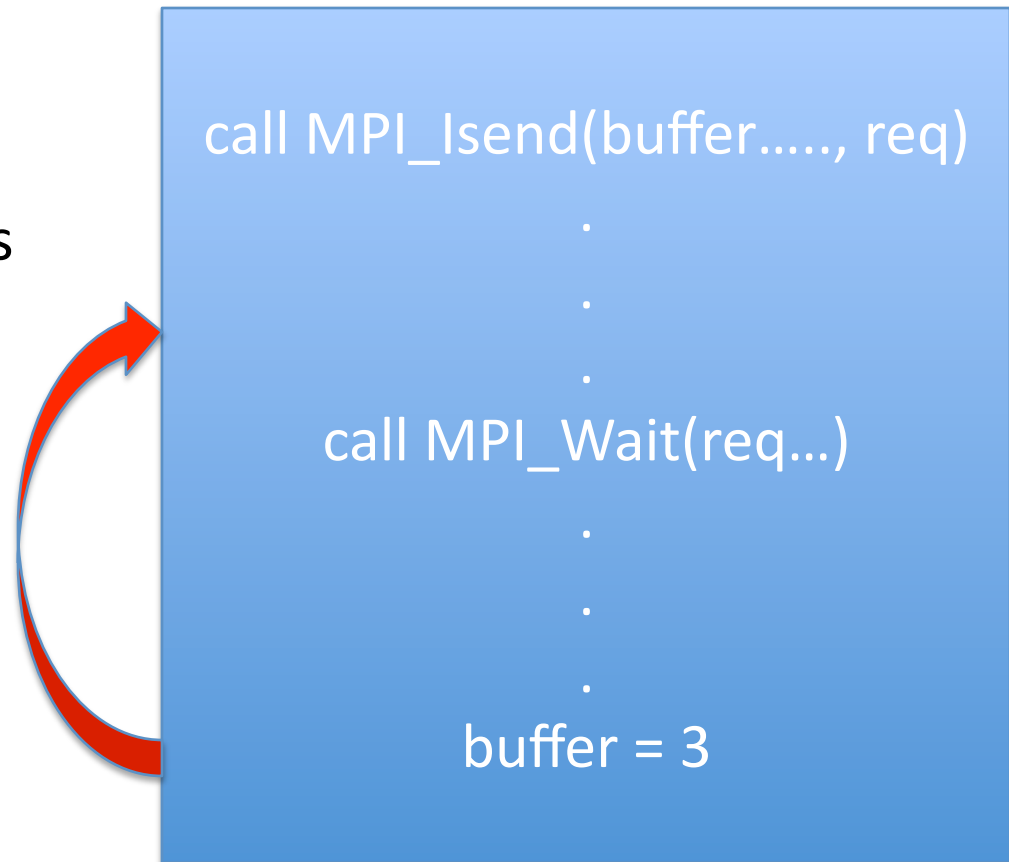 call MPI_Isend(buffer….., req)
s
.
.
.
call MPI_Wait(req…)
.
.
.
buffer = 3